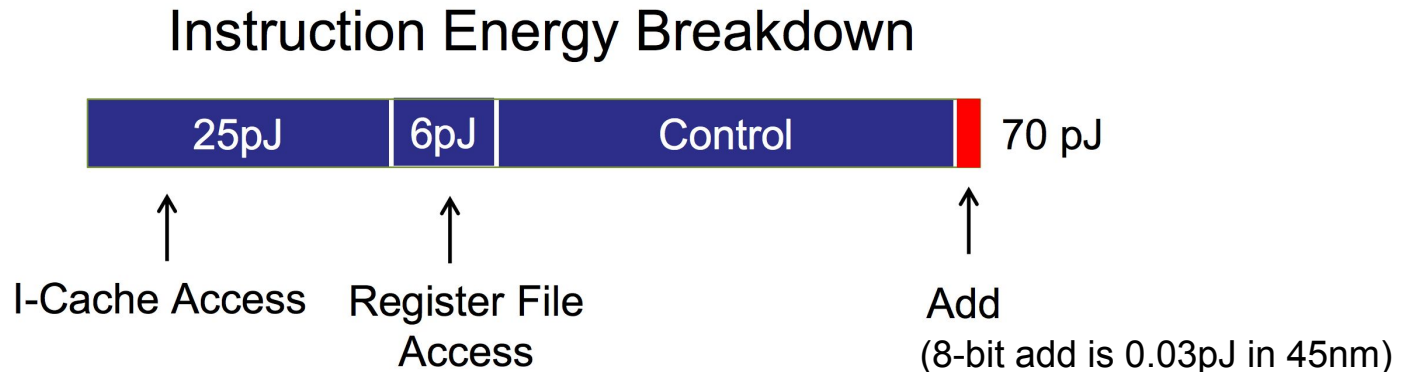 Instruction Energy Breakdown
25pJ 6pJ Control 70 pJ
I-Cache Access Register File Access Add
(8-bit add is 0.03pJ in 45nm)